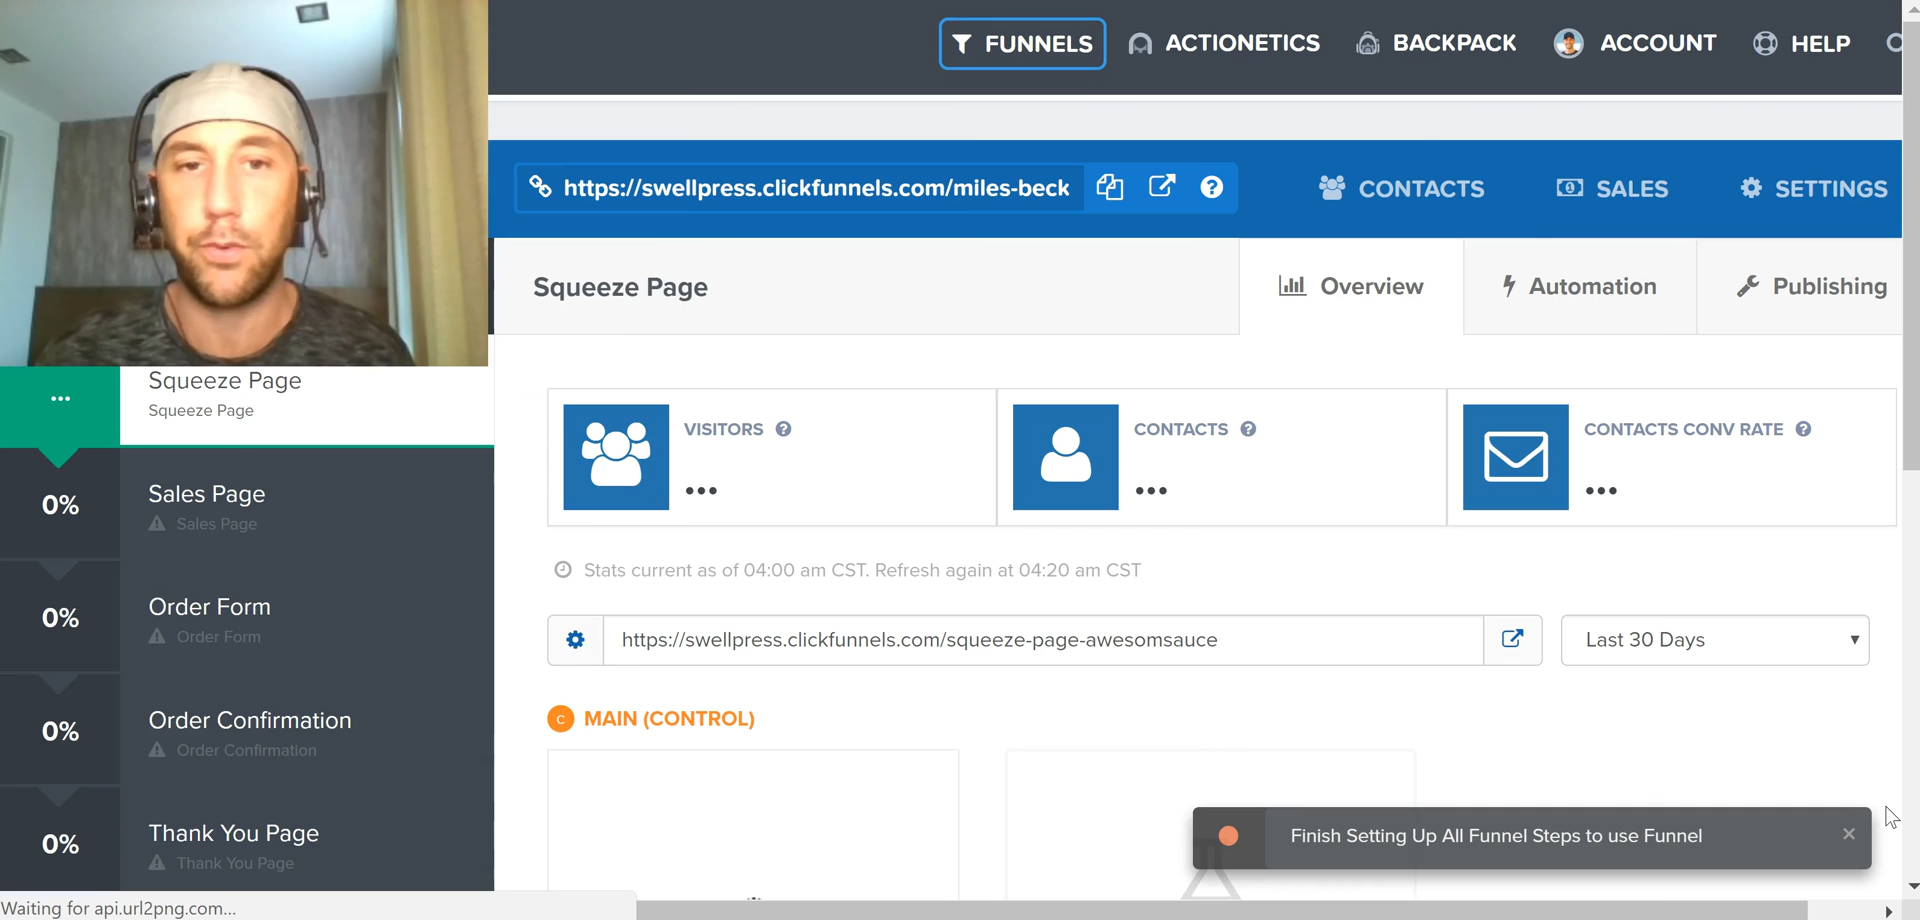 FUNNELS
ACTIONETICS
BACKPACK
ACCOUNT
HELP
https://swellpress.clickfunnels.com/miles-beck
CONTACTS
SALES
SETTINGS
Squeeze Page
Overview
Automation
Publishing
Squeeze Page
Squeeze Page
0%
Sales Page
Sales Page
0%
Order Form
Order Form
0%
Order Confirmation
Order Confirmation
0%
Thank You Page
Thank You Page
VISITORS
...
CONTACTS
...
CONTACTS CONV RATE
...
Stats current as of 04:00 am CST. Refresh again at 04:20 am CST
https://swellpress.clickfunnels.com/squeeze-page-awesomsauce
Last 30 Days
C MAIN (CONTROL)
Finish Setting Up All Funnel Steps to use Funnel
Waiting for api.url2png.com...